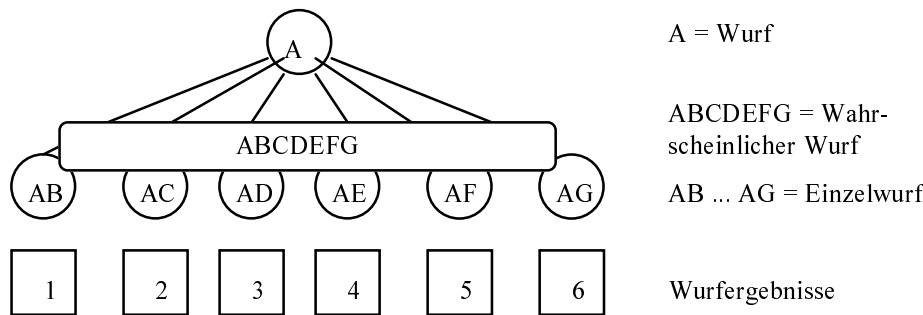 A
A = Wurf
ABCDEFG
ABCDEFG = Wahr-
scheinlicher Wurf
AB AC AD AE AF AG
AB ... AG = Einzelwurf
1 2 3 4 5 6
Wurfergebnisse